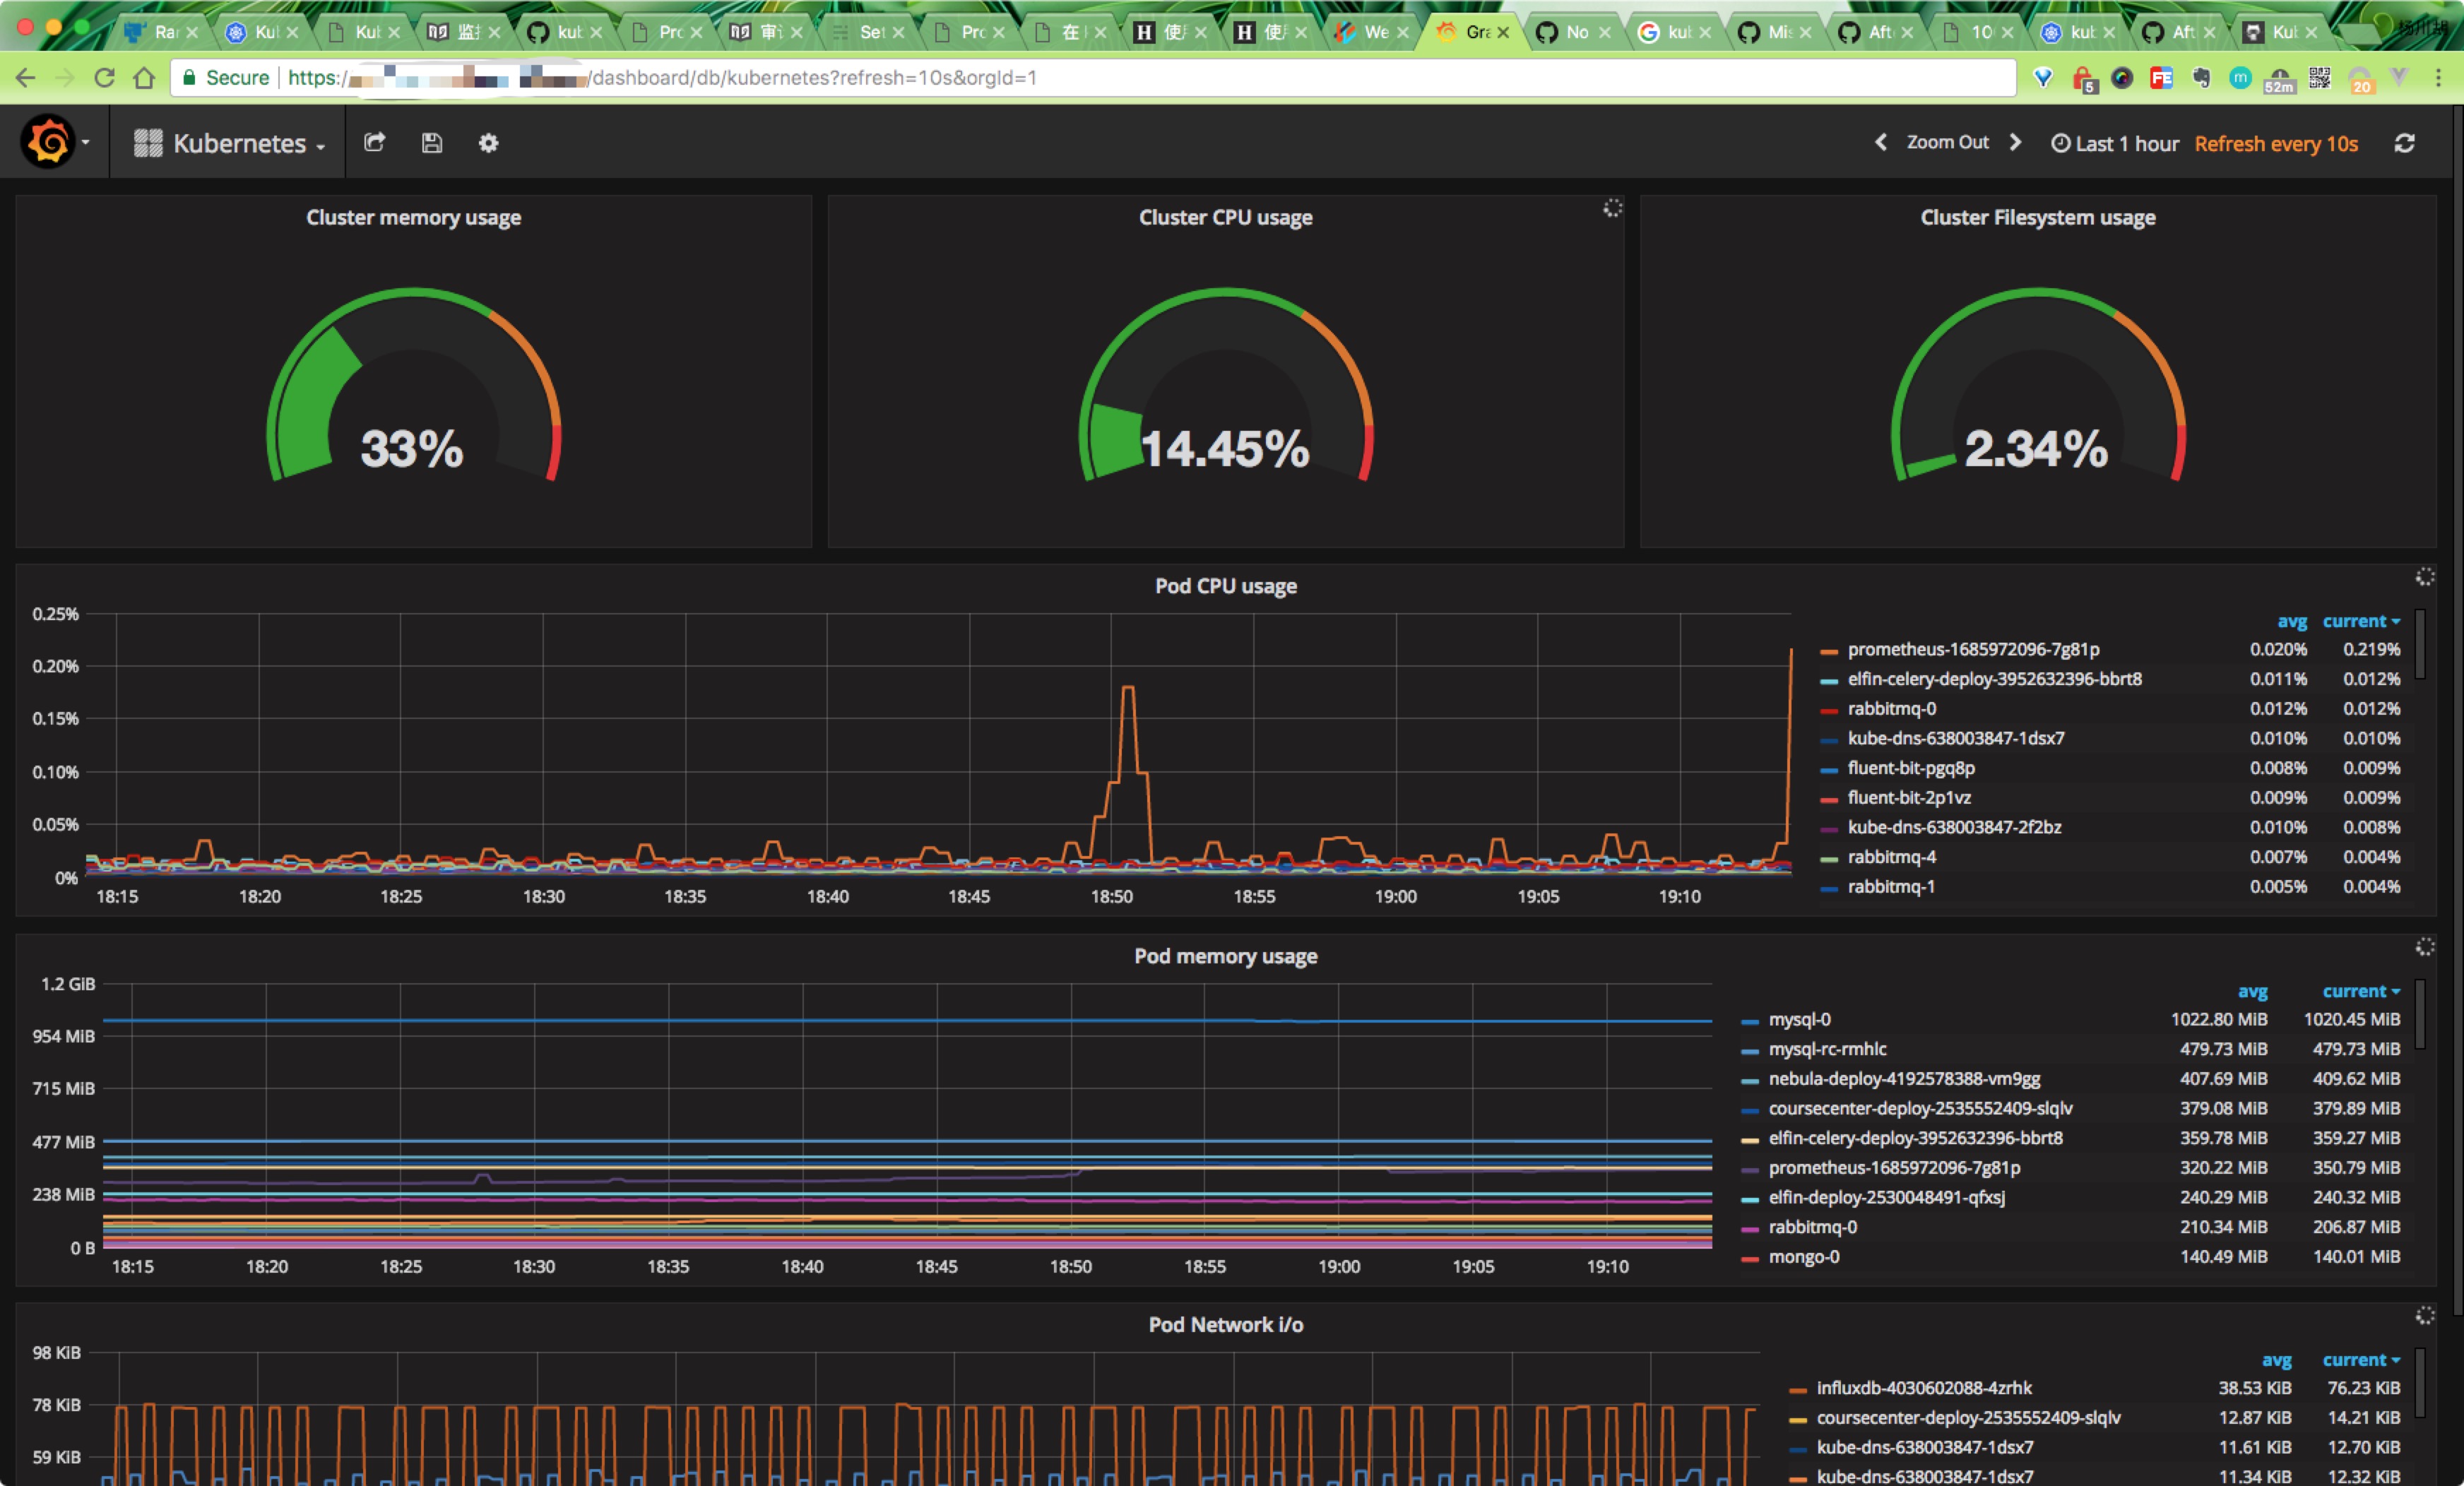 Rar Kul Kul 监 kub Pro 审 Set Pro 在 H 使 H 使 We Gra No kub Mis Aft 10 kub Aft Kul
Secure https:/ /dashboard/db/kubernetes?refresh=10s&orgId=1 5 FE m 52m 20
Kubernetes Zoom Out Last 1 hour Refresh every 10s
Cluster memory usage
33%
Cluster CPU usage
14.45%
Cluster Filesystem usage
2.34%
Pod CPU usage
0.25%
0.20%
0.15%
0.10%
0.05%
0%
18:15 18:20 18:25 18:30 18:35 18:40 18:45 18:50 18:55 19:00 19:05 19:10
avg current
prometheus-1685972096-7g81p 0.020% 0.219%
elfin-celery-deploy-3952632396-bbrt8 0.011% 0.012%
rabbitmq-0 0.012% 0.012%
kube-dns-638003847-1dsx7 0.010% 0.010%
fluent-bit-pgq8p 0.008% 0.009%
fluent-bit-2p1vz 0.009% 0.009%
kube-dns-638003847-2f2bz 0.010% 0.008%
rabbitmq-4 0.007% 0.004%
rabbitmq-1 0.005% 0.004%
Pod memory usage
1.2 GiB
954 MiB
715 MiB
477 MiB
238 MiB
0 B
18:15 18:20 18:25 18:30 18:35 18:40 18:45 18:50 18:55 19:00 19:05 19:10
avg current
mysql-0 1022.80 MiB 1020.45 MiB
mysql-rc-rmhlc 479.73 MiB 479.73 MiB
nebula-deploy-4192578388-vm9gg 407.69 MiB 409.62 MiB
coursecenter-deploy-2535552409-slqlv 379.08 MiB 379.89 MiB
elfin-celery-deploy-3952632396-bbrt8 359.78 MiB 359.27 MiB
prometheus-1685972096-7g81p 320.22 MiB 350.79 MiB
elfin-deploy-2530048491-qfxsj 240.29 MiB 240.32 MiB
rabbitmq-0 210.34 MiB 206.87 MiB
mongo-0 140.49 MiB 140.01 MiB
Pod Network i/o
98 KiB
78 KiB
59 KiB
avg current
influxdb-4030602088-4zrhk 38.53 KiB 76.23 KiB
coursecenter-deploy-2535552409-slqlv 12.87 KiB 14.21 KiB
kube-dns-638003847-1dsx7 11.61 KiB 12.70 KiB
kube-dns-638003847-1dsx7 11.34 KiB 12.32 KiB